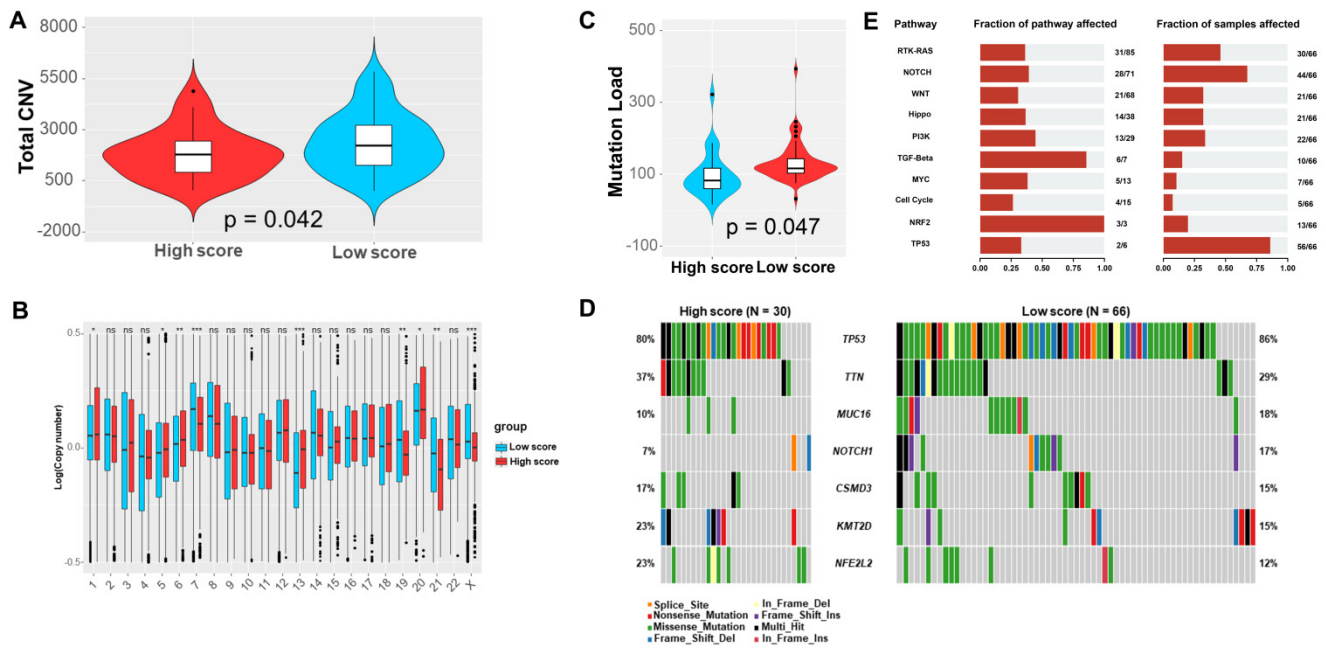 A
Total CNV
8000
5500
3000
500
-2000
p = 0.042
High score
Low score
C
Mutation Load
500
300
100
-100
p = 0.047
High score
Low score
E
Pathway
Fraction of pathway affected
Fraction of samples affected
RTK-RAS 31/85 30/66
NOTCH 28/71 44/66
WNT 21/68 21/66
Hippo 14/38 21/66
PI3K 13/29 22/66
TGF-Beta 6/7 10/66
MYC 5/13 7/66
Cell Cycle 4/15 5/66
NRF2 3/3 13/66
TP53 2/6 56/66
0.00 0.25 0.50 0.75 1.00 0.00 0.25 0.50 0.75 1.00
B
Log(Copy number)
0.5
0.0
-0.5
* ns ns ns * ** *** ns ns ns ns ns *** * ns ns ns ns ** * ** ns ***
1 2 3 4 5 6 7 8 9 10 11 12 13 14 15 16 17 18 19 20 21 22 X
group
Low score
High score
D
High score (N = 30)
Low score (N = 66)
80% TP53 86%
37% TTN 29%
10% MUC16 18%
7% NOTCH1 17%
17% CSMD3 15%
23% KMT2D 15%
23% NFE2L2 12%
Splice_Site In_Frame_Del
Nonsense_Mutation Frame_Shift_Ins
Missense_Mutation Multi_Hit
Frame_Shift_Del In_Frame_Ins